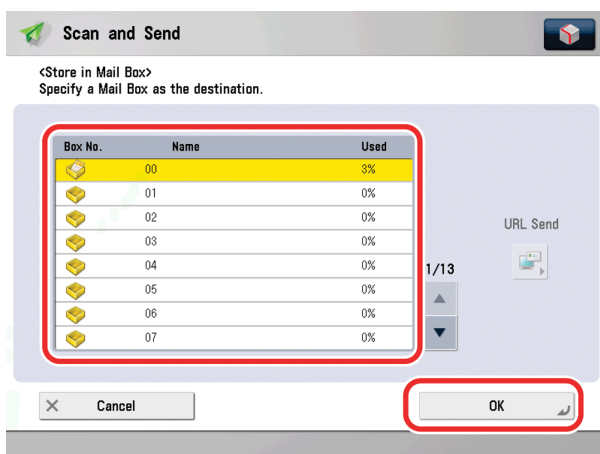 Scan and Send
<Store in Mail Box>
Specify a Mail Box as the destination.
Box No. Name Used
00 3%
01 0%
02 0%
03 0%
04 0%
05 0%
06 0%
07 0%
URL Send
1/13
Cancel
OK